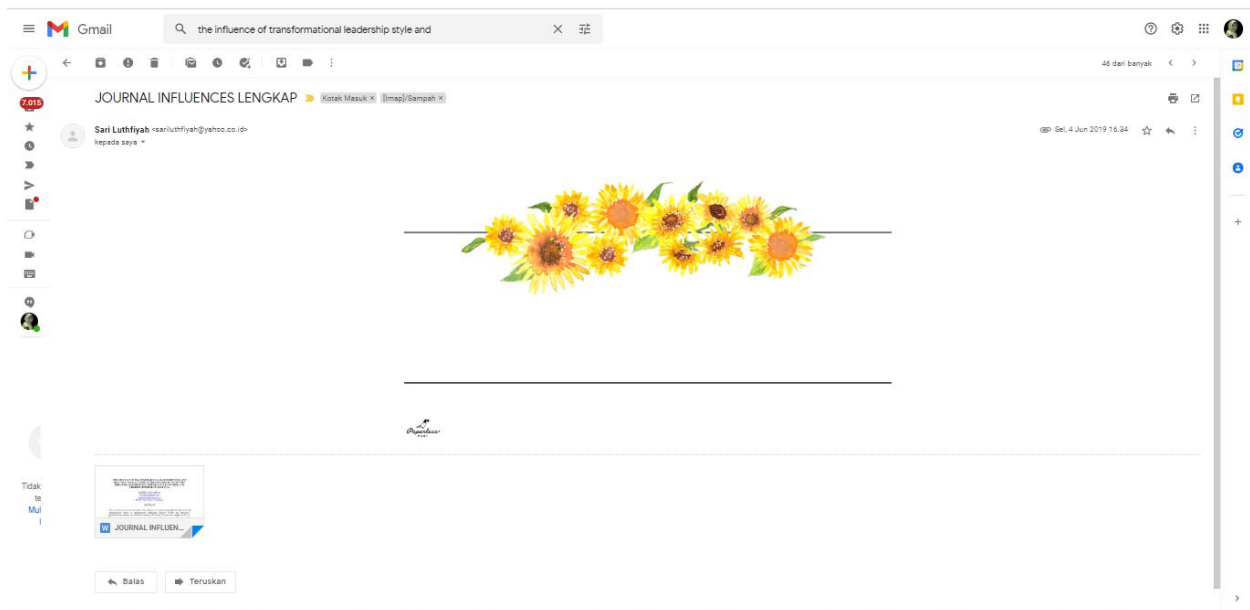 Gmail
the influence of transformational leadership style and
46 dari banyak
7.015
JOURNAL INFLUENCES LENGKAP
Kotak Masuk ×
[Imap]/Sampah ×
Sari Luthfiyah <sariluthfiyah@yahoo.co.id>
Sel, 4 Jun 2019 16.34
kepada saya
Paperless
Tidak
te
Mul
W JOURNAL INFLUEN...
Balas
Teruskan